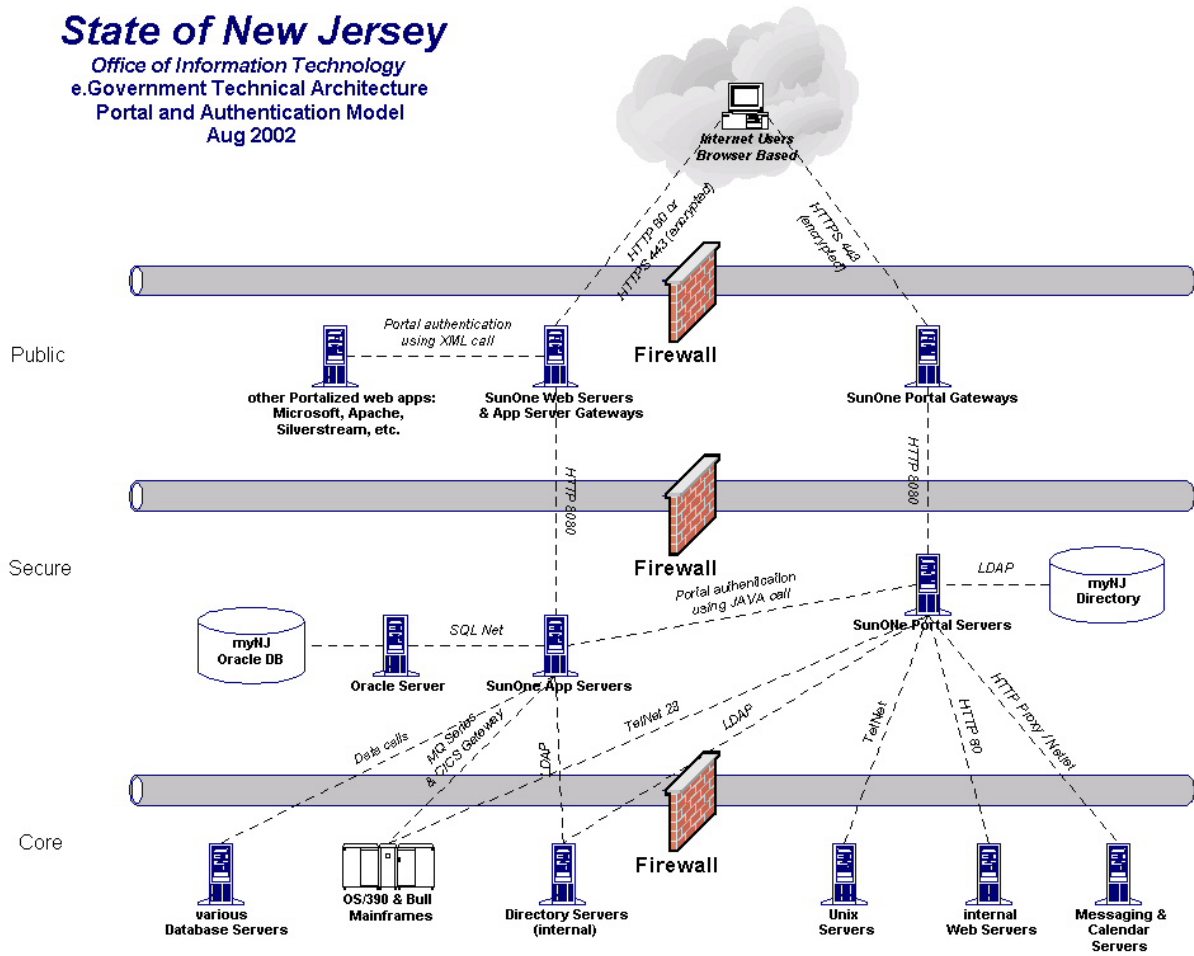 State of New Jersey
Office of Information Technology
e.Government Technical Architecture
Portal and Authentication Model
Aug 2002
Internet Users
Browser Based
HTTP 80 or
HTTPS 443 (encrypted)
HTTPS 443
(encrypted)
Public
Portal authentication
using XML call
Firewall
other Portalized web apps:
Microsoft, Apache,
Silverstream, etc.
SunOne Web Servers
& App Server Gateways
SunOne Portal Gateways
HTTP 8080
HTTP 8080
Secure
Firewall
Portal authentication
using JAVA call
LDAP
myNJ
Directory
SunONe Portal Servers
myNJ
Oracle DB
SQL Net
Oracle Server
SunOne App Servers
Data calls
MQ Series
& CICS Gateway
LDAP
TelNet 23
LDAP
TelNet
HTTP 80
HTTP Proxy / Netlet
Core
Firewall
various
Database Servers
OS/390 & Bull
Mainframes
Directory Servers
(internal)
Unix
Servers
internal
Web Servers
Messaging &
Calendar
Servers